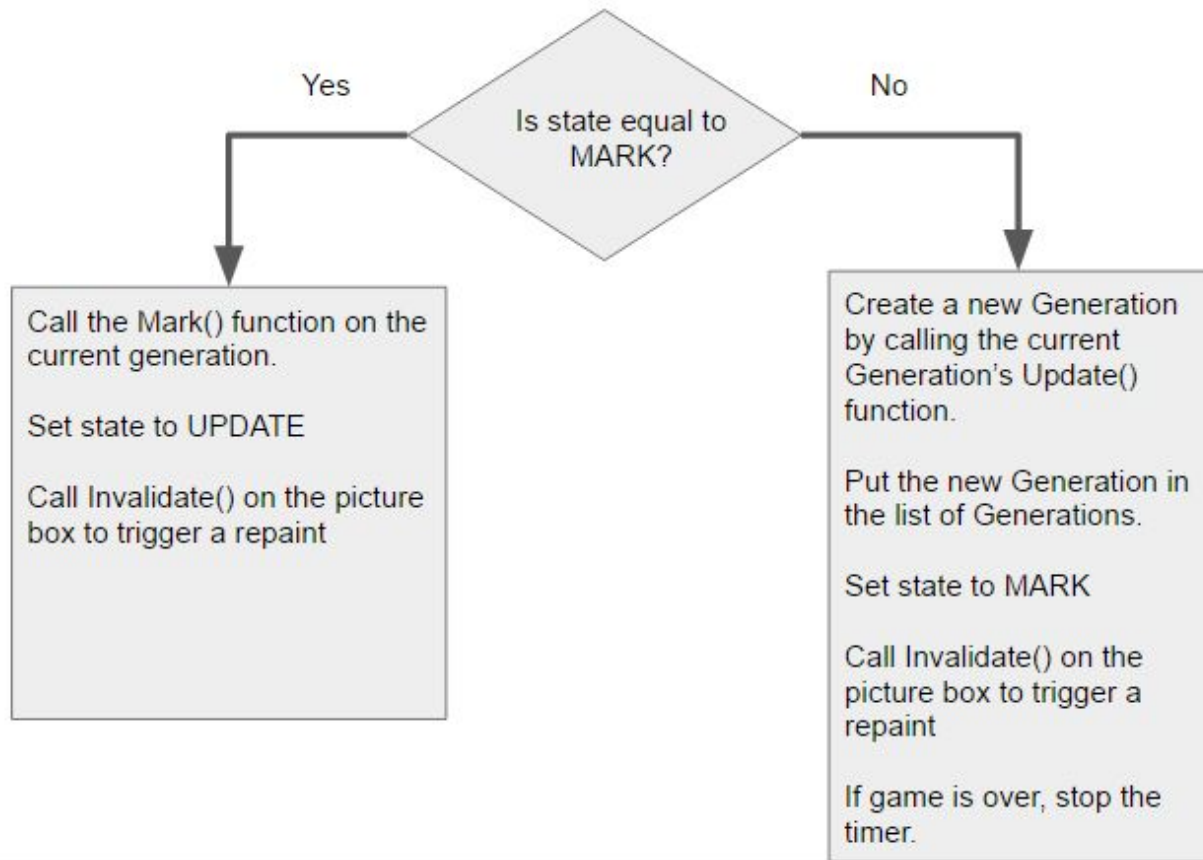 Yes
No
Is state equal to
MARK?
Call the Mark() function on the
current generation.
Set state to UPDATE
Call Invalidate() on the picture
box to trigger a repaint
Create a new Generation
by calling the current
Generation’s Update()
function.
Put the new Generation in
the list of Generations.
Set state to MARK
Call Invalidate() on the
picture box to trigger a
repaint
If game is over, stop the
timer.